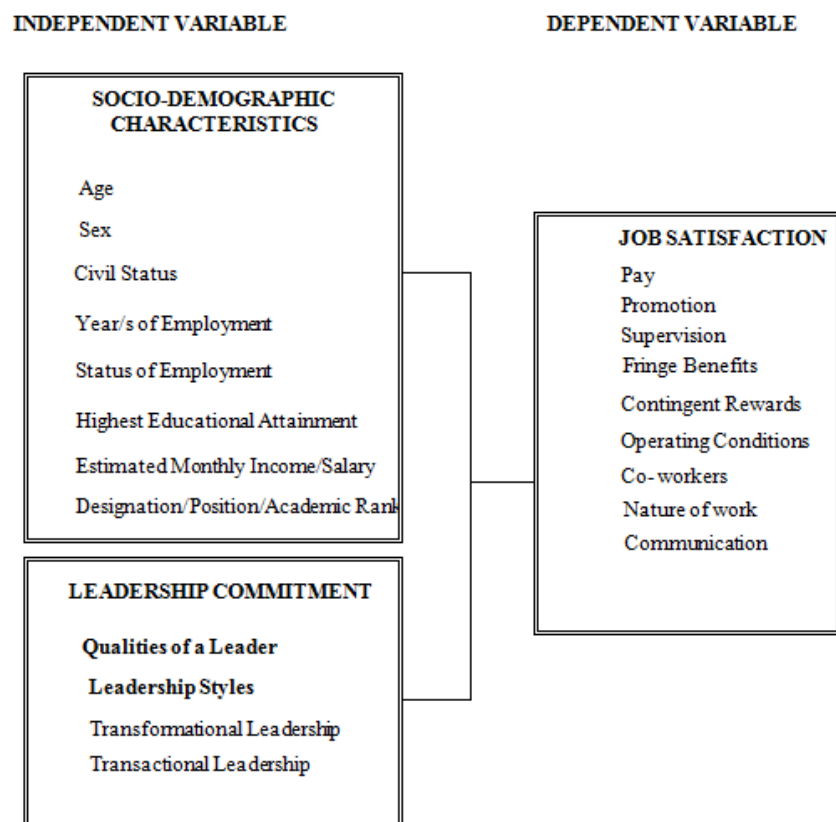 INDEPENDENT VARIABLE
DEPENDENT VARIABLE
SOCIO-DEMOGRAPHIC
CHARACTERISTICS
Age
Sex
Civil Status
Year/s of Employment
Status of Employment
Highest Educational Attainment
Estimated Monthly Income/Salary
Designation/Position/Academic Rank
LEADERSHIP COMMITMENT
Qualities of a Leader
Leadership Styles
Transformational Leadership
Transactional Leadership
JOB SATISFACTION
Pay
Promotion
Supervision
Fringe Benefits
Contingent Rewards
Operating Conditions
Co-workers
Nature of work
Communication